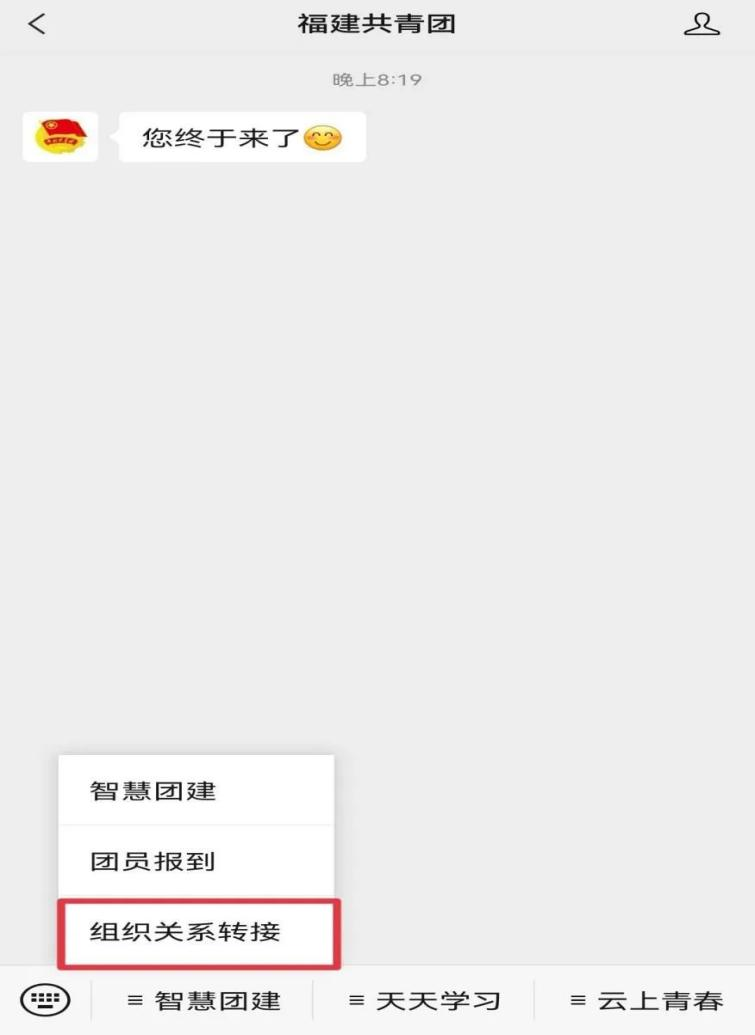 福建共青团
晚上8:19
您终于来了😊
智慧团建
团员报到
组织关系转接
≡ 智慧团建 ≡ 天天学习 ≡ 云上青春